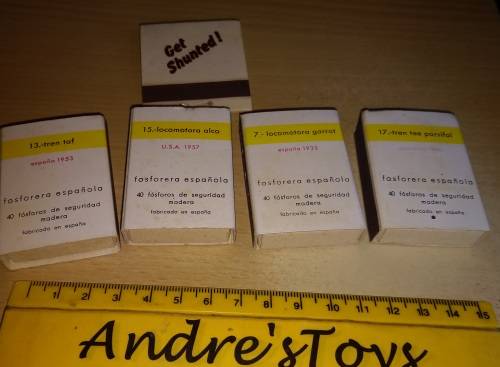 Get
Shunted!
13.-tren taf
españa 1953
fosforera española
40 fósforos de seguridad
madera
fabricado en españa
15.-locomotora alco
U.S.A. 1957
fosforera española
40 fósforos de seguridad
madera
fabricado en españa
7.-locomotora garrat
fosforera española
40 fósforos de seguridad
madera
fabricado en españa
17.-tren tee parsifal
fosforera española
40 fósforos de seguridad
madera
fabricado en españa
1 2 3 4 5 6 7 8 9 10 11 12 13 14 15
Andre'sToys